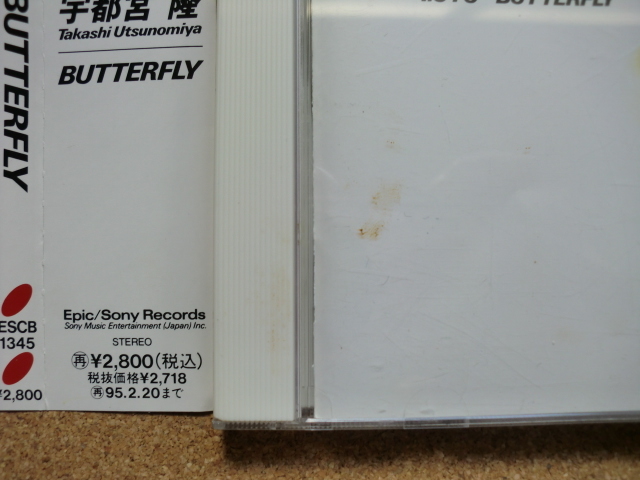 BUTTERFLY
ESCB
1345
¥2,800
宇都宮 隆
Takashi Utsunomiya
BUTTERFLY
Epic/Sony Records
Sony Music Entertainment (Japan) Inc.
STEREO
再¥2,800(税込)
税抜価格¥2,718
再95.2.20まで
BUTTERFLY